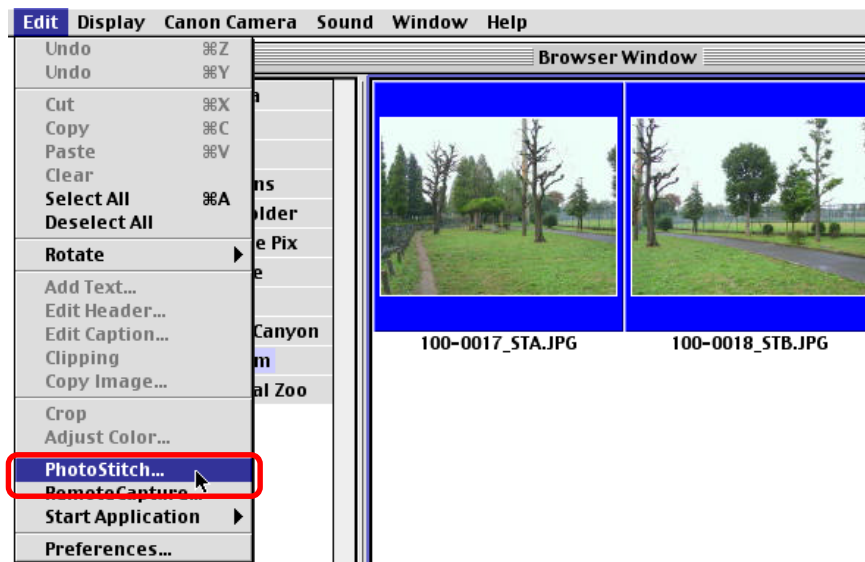 Edit Display Canon Camera Sound Window Help
Browser Window
Undo ⌘Z
Undo ⌘Y
Cut ⌘X
Copy ⌘C
Paste ⌘V
Clear
Select All ⌘A
Deselect All
Rotate
Add Text...
Edit Header...
Edit Caption...
Clipping
Copy Image...
Crop
Adjust Color...
PhotoStitch...
RemoteCapture...
Start Application
Preferences...
a
ns
older
e Pix
e
Canyon
m
al Zoo
100-0017_STA.JPG
100-0018_STB.JPG